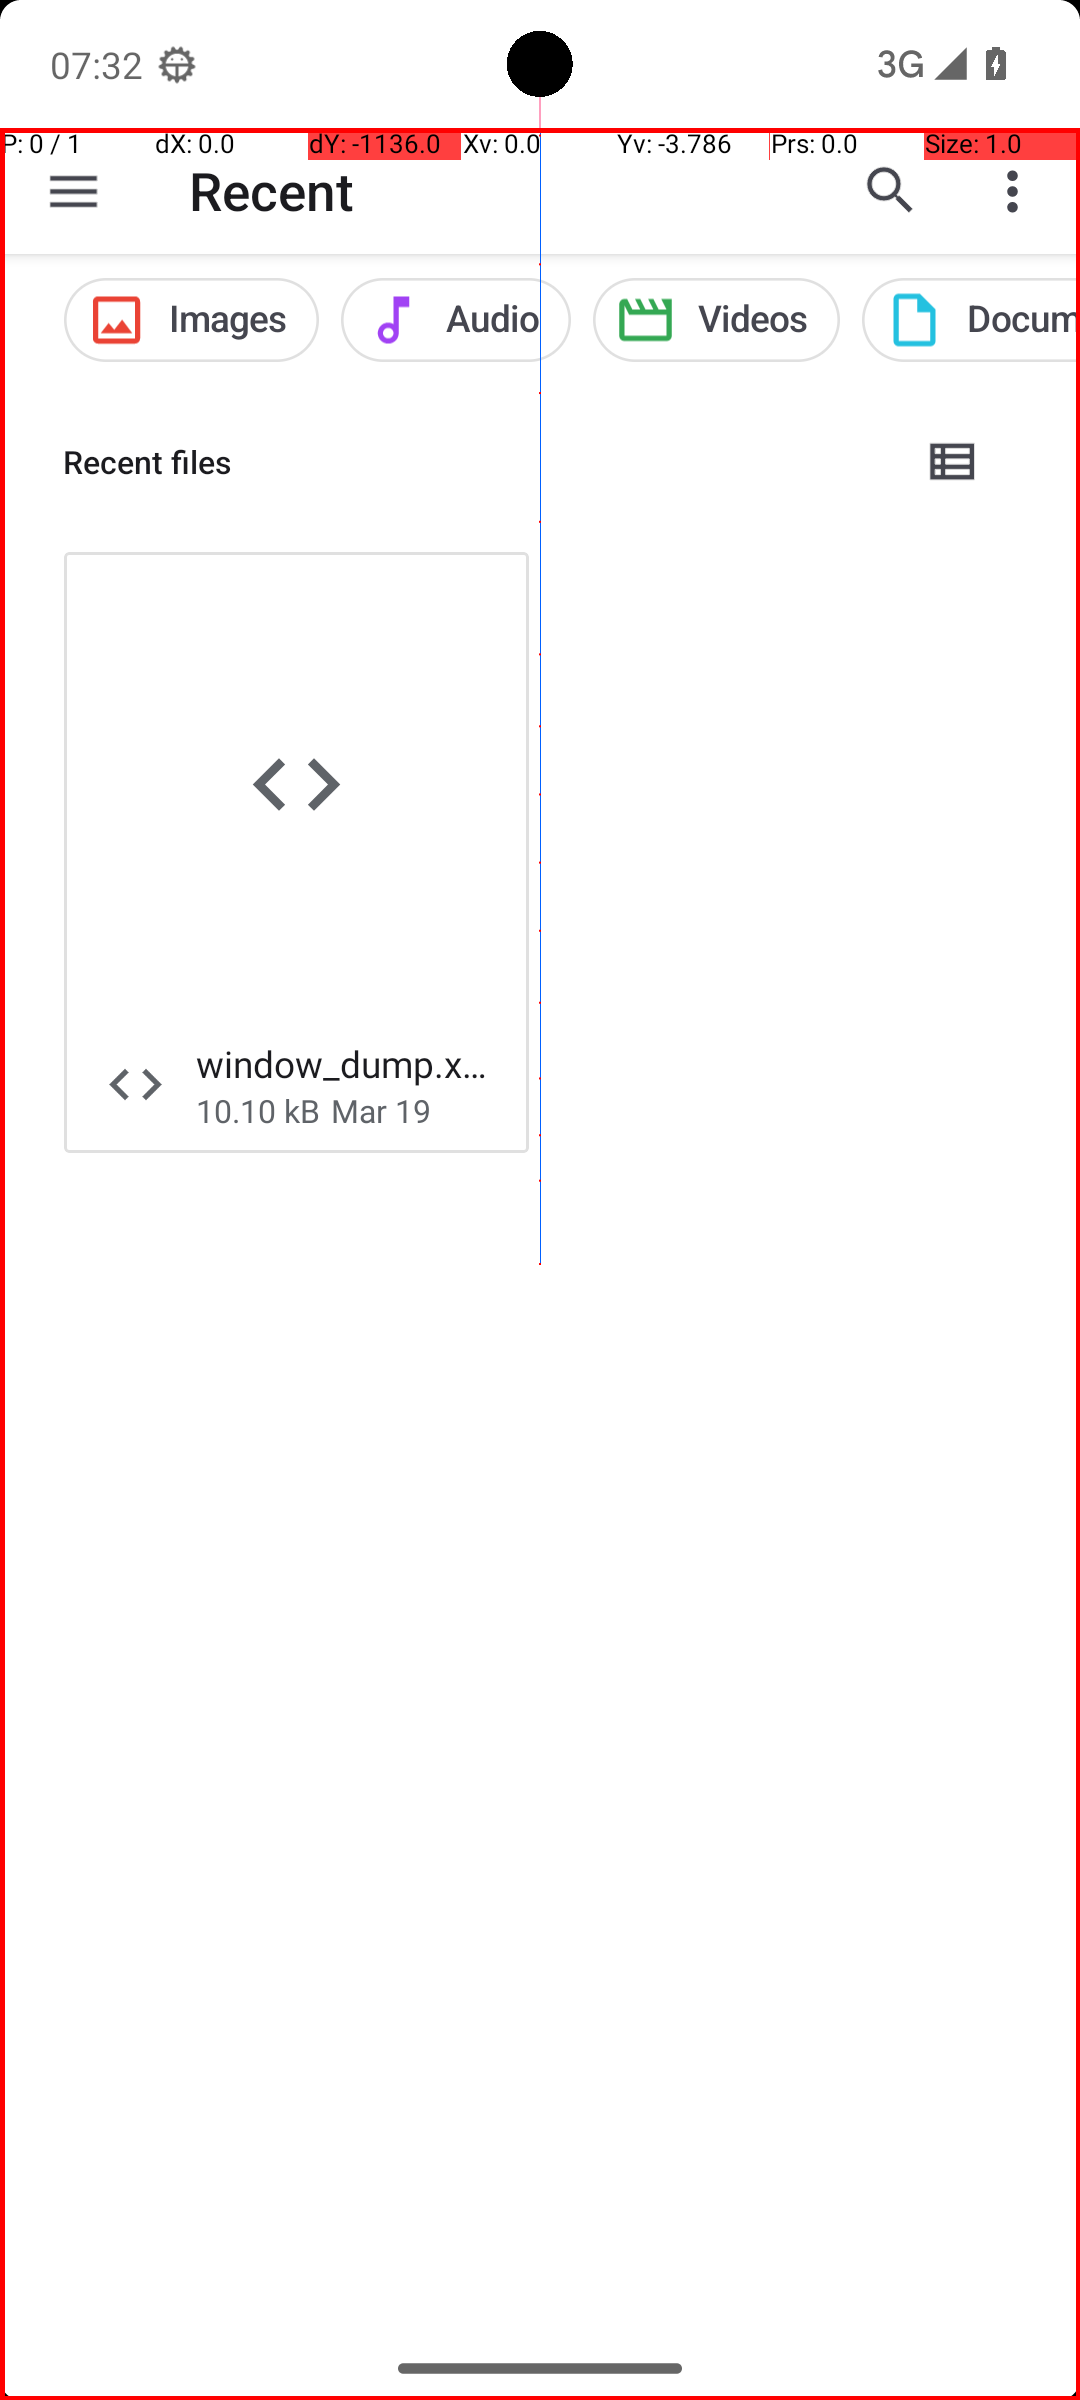 07:32 3G
P: 0 / 1 dX: 0.0 dY: -1136.0 Xv: 0.0 Yv: -3.786 Prs: 0.0 Size: 1.0
Recent
Images Audio Videos Docum
Recent files
window_dump.x...
10.10 kB Mar 19